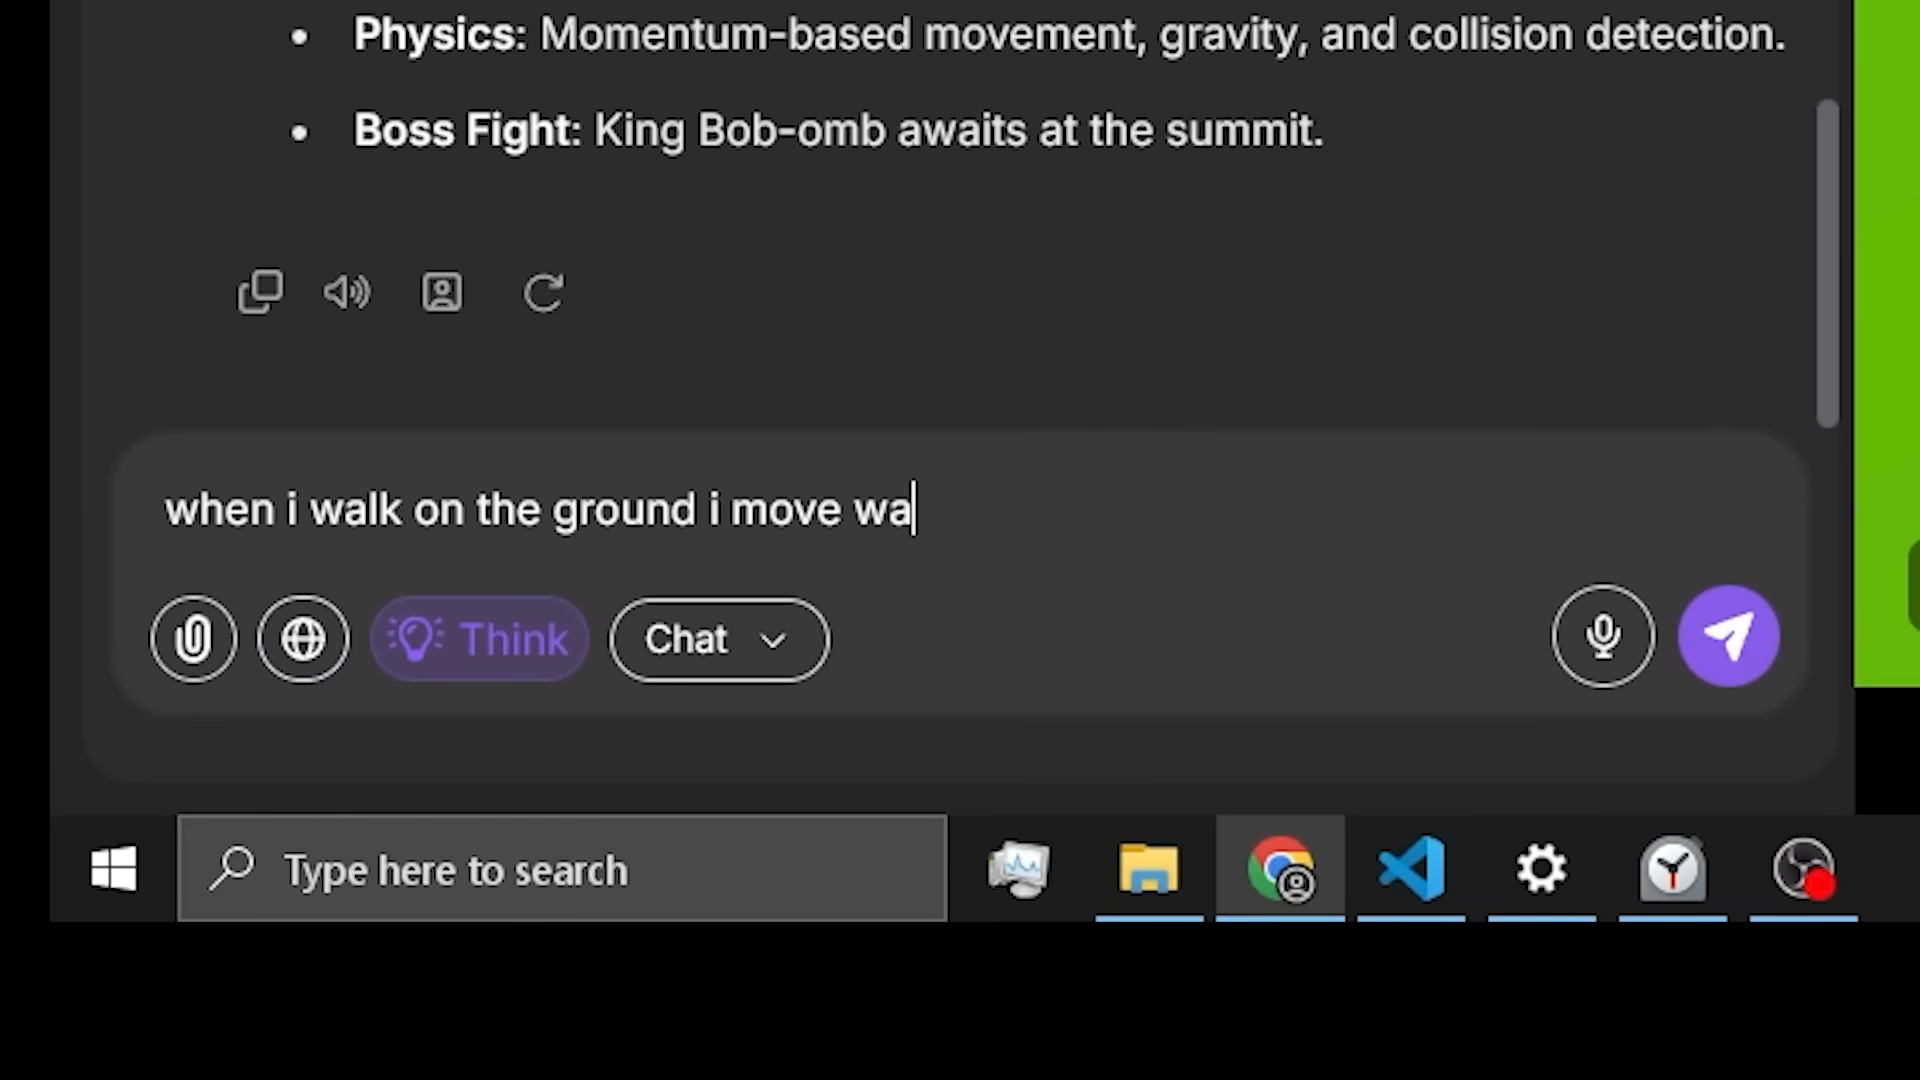 • Physics: Momentum-based movement, gravity, and collision detection.
• Boss Fight: King Bob-omb awaits at the summit.
when i walk on the ground i move wa
Think
Chat
Type here to search